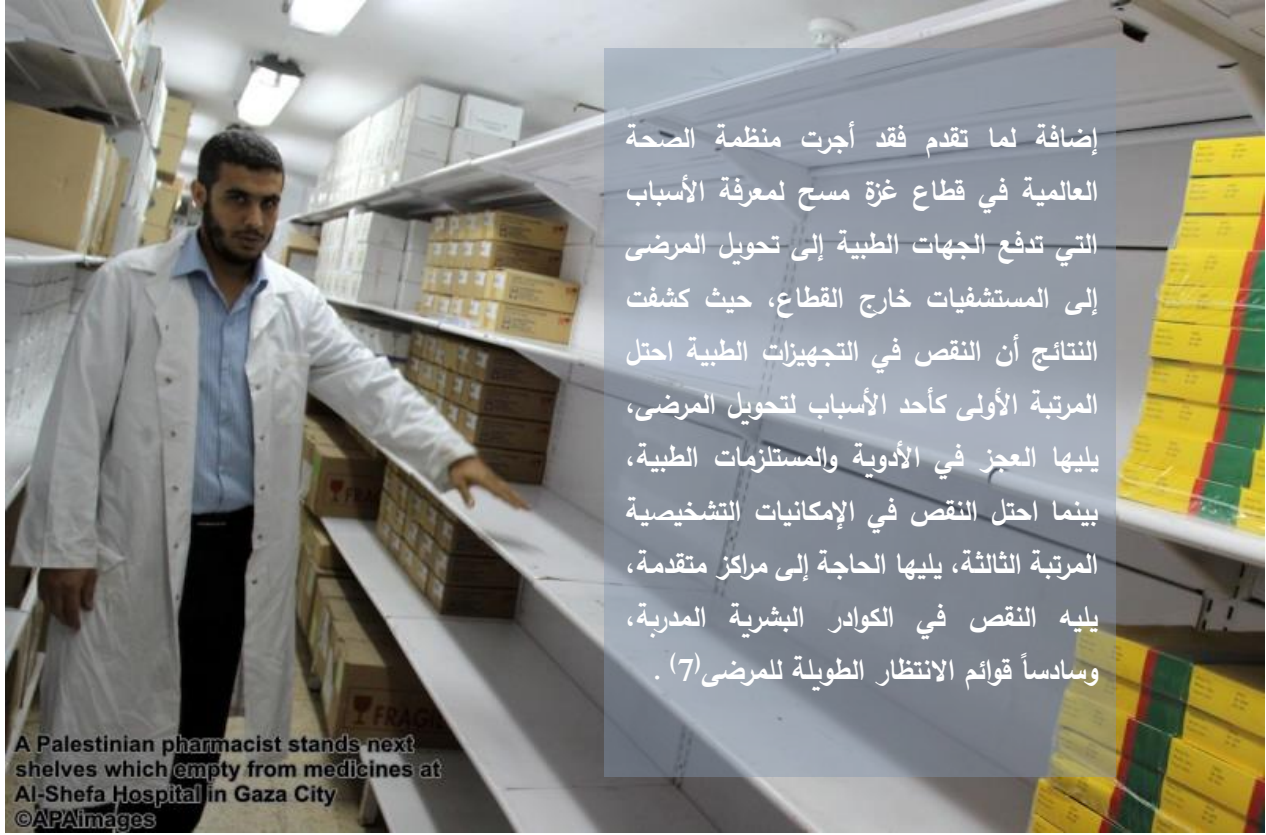 إضافة لما تقدم فقد أجرت منظمة الصحة
العالمية في قطاع غزة مسح لمعرفة الأسباب
التي تدفع الجهات الطبية إلى تحويل المرضى
إلى المستشفيات خارج القطاع، حيث كشفت
النتائج أن النقص في التجهيزات الطبية احتل
المرتبة الأولى كأحد الأسباب لتحويل المرضى،
يليها العجز في الأدوية والمستلزمات الطبية،
بينما احتل النقص في الإمكانيات التشخيصية
المرتبة الثالثة، يليها الحاجة إلى مراكز متقدمة،
يليه النقص في الكوادر البشرية المدربة،
وسادساً قوائم الانتظار الطويلة للمرضى(7) .
FRAGIL
A Palestinian pharmacist stands next
shelves which empty from medicines at
Al-Shefa Hospital in Gaza City
©APAimages